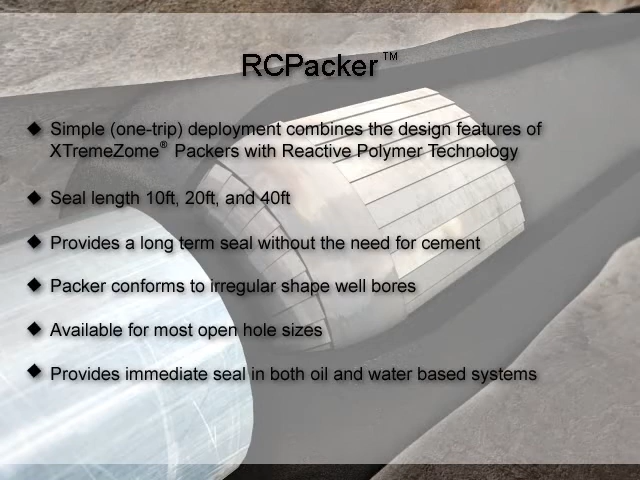 RCPacker™
◆ Simple (one-trip) deployment combines the design features of
XTremeZome® Packers with Reactive Polymer Technology
◆ Seal length 10ft, 20ft, and 40ft
◆ Provides a long term seal without the need for cement
◆ Packer conforms to irregular shape well bores
◆ Available for most open hole sizes
◆ Provides immediate seal in both oil and water based systems